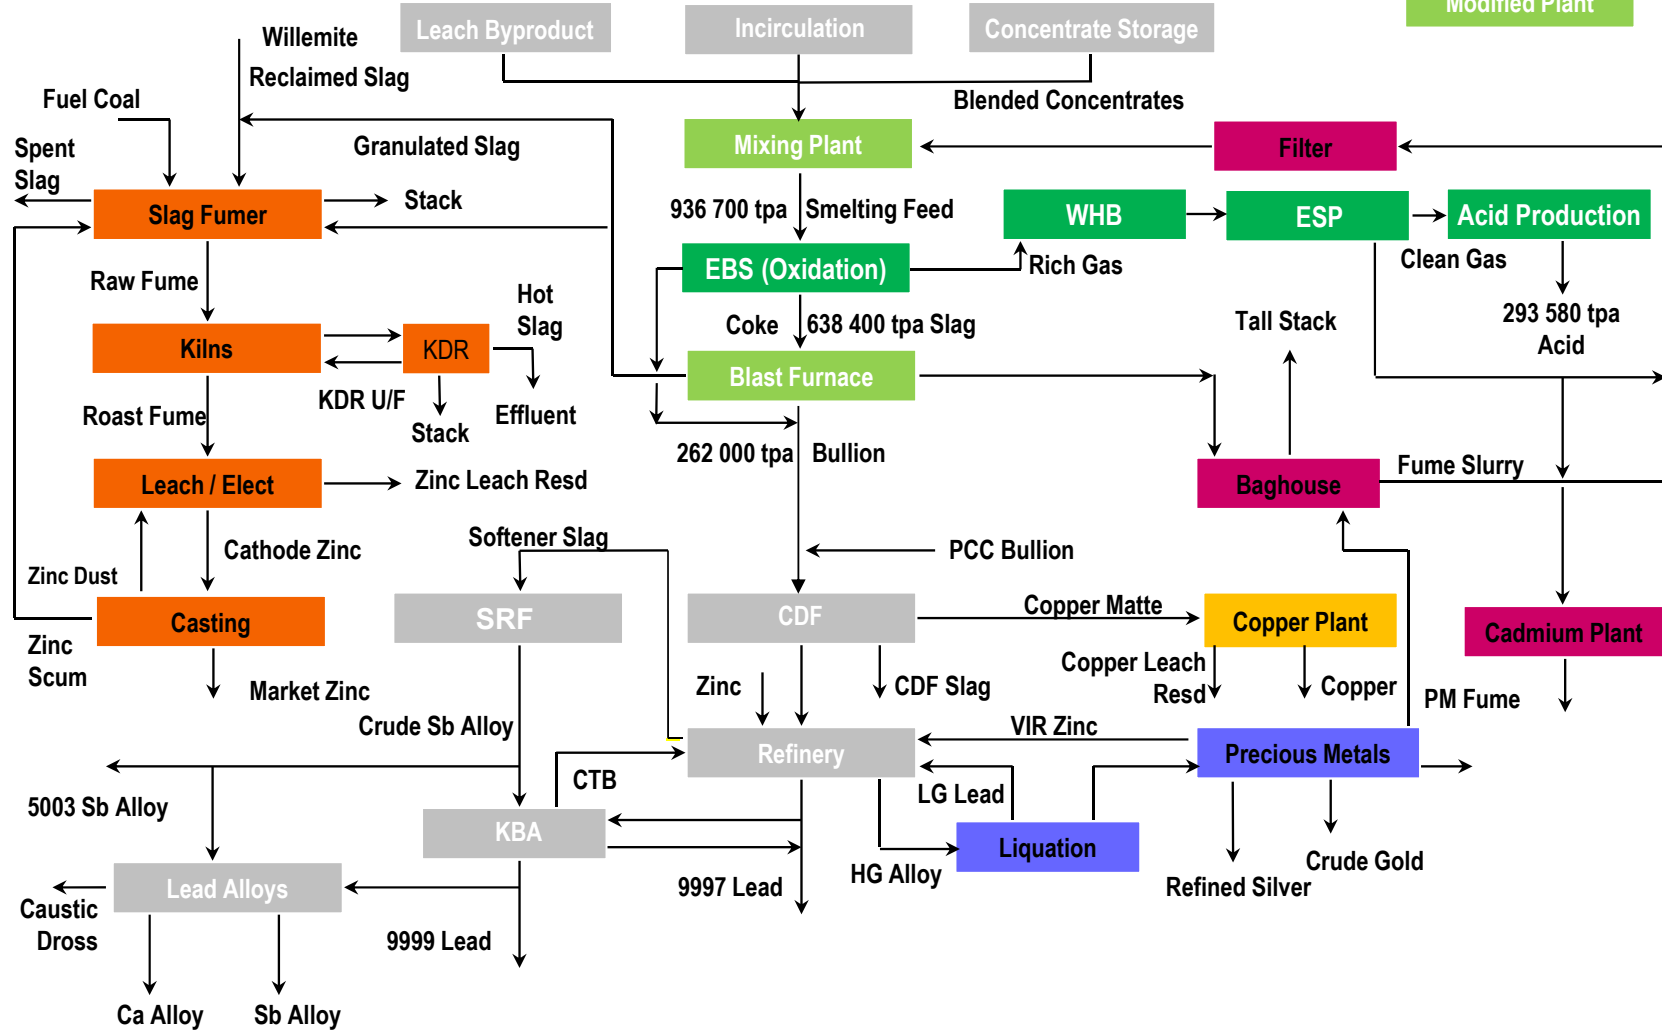 Modified Plant
Leach Byproduct
Incirculation
Concentrate Storage
Willemite
Reclaimed Slag
Fuel Coal
Blended Concentrates
Granulated Slag
Mixing Plant
Filter
Spent
Slag
Slag Fumer
Stack
936 700 tpa
Smelting Feed
WHB
ESP
Acid Production
Raw Fume
EBS (Oxidation)
Rich Gas
Clean Gas
Hot
Slag
Coke
638 400 tpa Slag
Tall Stack
293 580 tpa
Acid
Kilns
KDR
Blast Furnace
KDR U/F
Roast Fume
Stack
Effluent
262 000 tpa
Bullion
Leach / Elect
Zinc Leach Resd
Fume Slurry
Baghouse
Softener Slag
Cathode Zinc
PCC Bullion
Zinc Dust
Casting
SRF
CDF
Copper Matte
Copper Plant
Cadmium Plant
Zinc
Scum
Market Zinc
Zinc
CDF Slag
Copper Leach
Resd
Copper
PM Fume
Crude Sb Alloy
VIR Zinc
Refinery
Precious Metals
CTB
LG Lead
5003 Sb Alloy
KBA
Liquation
HG Alloy
Crude Gold
Refined Silver
Lead Alloys
9997 Lead
Caustic
Dross
9999 Lead
Ca Alloy
Sb Alloy